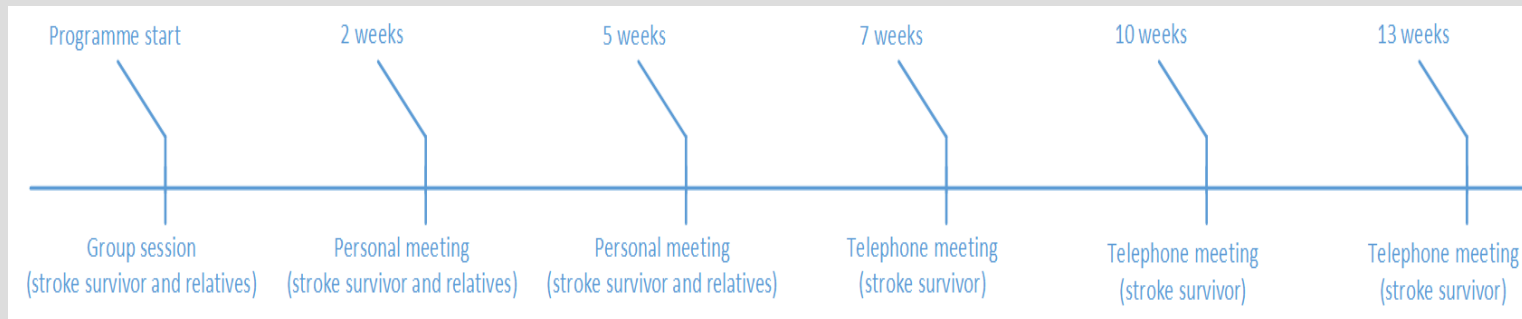 Programme start
2 weeks
5 weeks
7 weeks
10 weeks
13 weeks
Group session
(stroke survivor and relatives)
Personal meeting
(stroke survivor and relatives)
Personal meeting
(stroke survivor and relatives)
Telephone meeting
(stroke survivor)
Telephone meeting
(stroke survivor)
Telephone meeting
(stroke survivor)